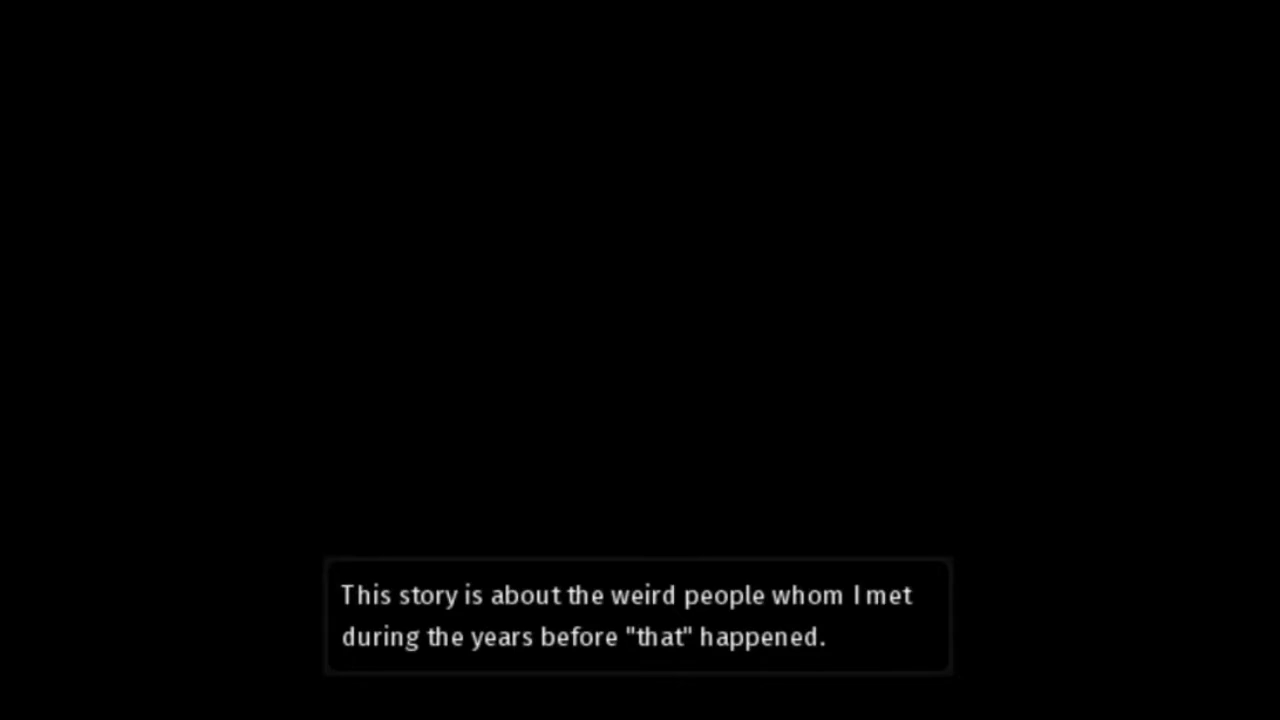 This story is about the weird people whom I met
during the years before "that" happened.